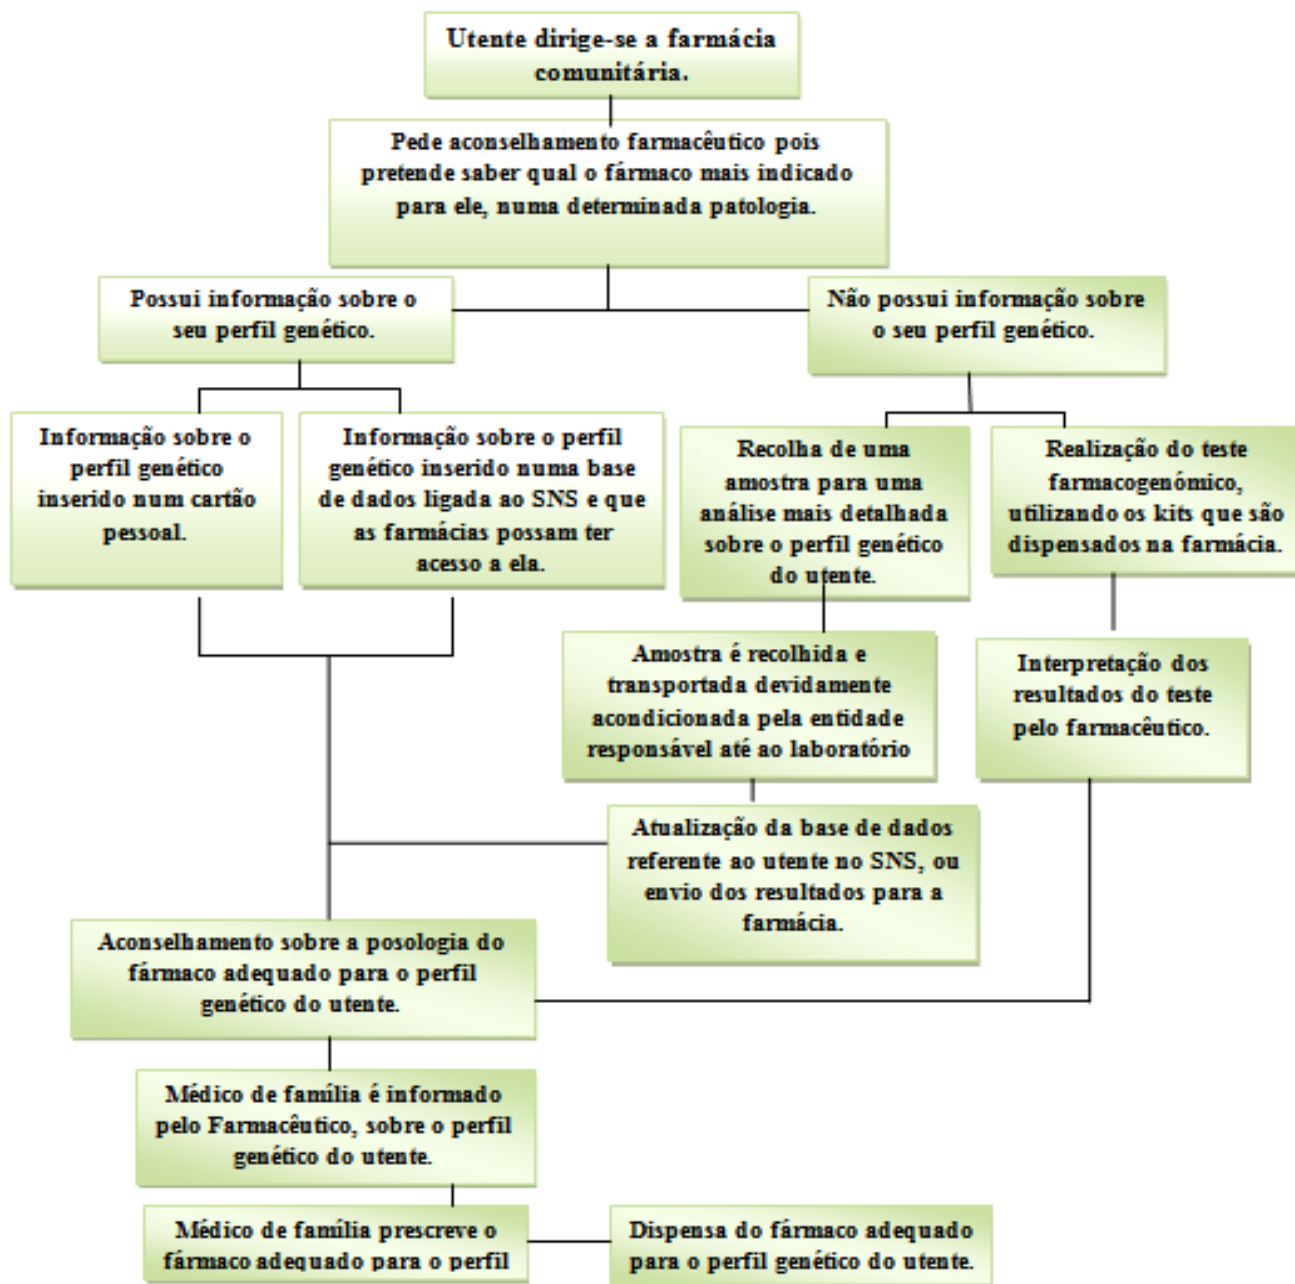 Utente dirige-se a farmácia
comunitária.
Pede aconselhamento farmacêutico pois
pretende saber qual o fármaco mais indicado
para ele, numa determinada patologia.
Possui informação sobre o
seu perfil genético.
Não possui informação sobre
o seu perfil genético.
Informação sobre o
perfil genético
inserido num cartão
pessoal.
Informação sobre o perfil
genético inserido numa base
de dados ligada ao SNS e que
as farmácias possam ter
acesso a ela.
Recolha de uma
amostra para uma
análise mais detalhada
sobre o perfil genético
do utente.
Realização do teste
farmacogenómico,
utilizando os kits que são
dispensados na farmácia.
Amostra é recolhida e
transportada devidamente
acondicionada pela entidade
responsável até ao laboratório
Interpretação dos
resultados do teste
pelo farmacêutico.
Atualização da base de dados
referente ao utente no SNS, ou
envio dos resultados para a
farmácia.
Aconselhamento sobre a posologia do
fármaco adequado para o perfil
genético do utente.
Médico de família é informado
pelo Farmacêutico, sobre o perfil
genético do utente.
Médico de família prescreve o
fármaco adequado para o perfil
Dispensa do fármaco adequado
para o perfil genético do utente.